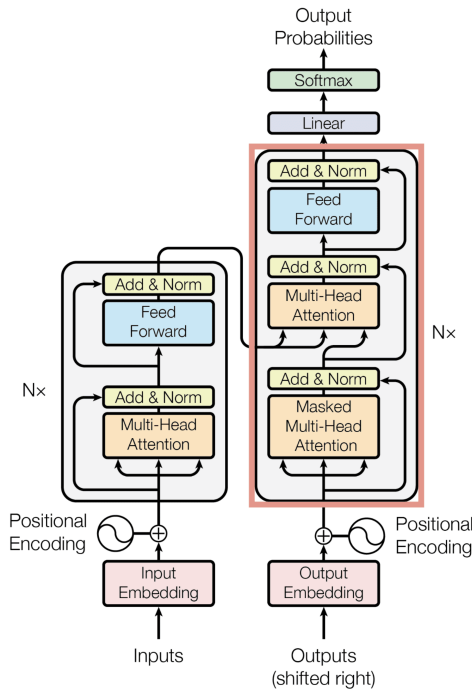 Output
Probabilities
Softmax
Linear
Add & Norm
Feed
Forward
Add & Norm
Multi-Head
Attention
Add & Norm
Masked
Multi-Head
Attention
N×
Add & Norm
Feed
Forward
Add & Norm
Multi-Head
Attention
N×
Positional
Encoding
Positional
Encoding
Input
Embedding
Output
Embedding
Inputs
Outputs
(shifted right)